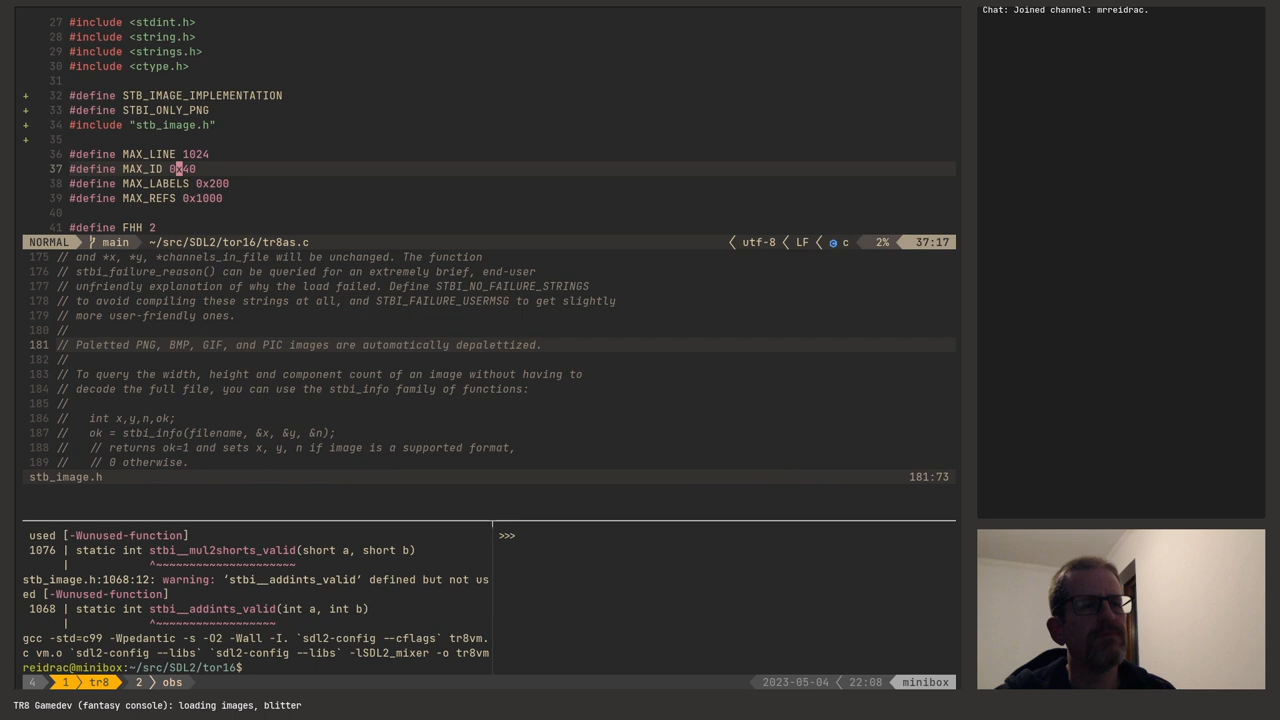 Chat: Joined channel: mrreidrac.
27 #include <stdint.h>
28 #include <string.h>
29 #include <strings.h>
30 #include <ctype.h>
31
+ 32 #define STB_IMAGE_IMPLEMENTATION
+ 33 #define STBI_ONLY_PNG
+ 34 #include "stb_image.h"
+ 35
36 #define MAX_LINE 1024
37 #define MAX_ID 0x40
38 #define MAX_LABELS 0x200
39 #define MAX_REFS 0x1000
40
41 #define FHH 2
NORMAL main ~/src/SDL2/tor16/tr8as.c utf-8 LF c 2% 37:17
175 // and *x, *y, *channels_in_file will be unchanged. The function
176 // stbi_failure_reason() can be queried for an extremely brief, end-user
177 // unfriendly explanation of why the load failed. Define STBI_NO_FAILURE_STRINGS
178 // to avoid compiling these strings at all, and STBI_FAILURE_USERMSG to get slightly
179 // more user-friendly ones.
180 //
181 // Paletted PNG, BMP, GIF, and PIC images are automatically depalettized.
182 //
183 // To query the width, height and component count of an image without having to
184 // decode the full file, you can use the stbi_info family of functions:
185 //
186 //   int x,y,n,ok;
187 //   ok = stbi_info(filename, &x, &y, &n);
188 //   // returns ok=1 and sets x, y, n if image is a supported format,
189 //   // 0 otherwise.
stb_image.h 181:73
used [-Wunused-function]
1076 | static int stbi__mul2shorts_valid(short a, short b)
|            ^~~~~~~~~~~~~~~~~~~~~~
stb_image.h:1068:12: warning: ‘stbi__addints_valid’ defined but not us
ed [-Wunused-function]
1068 | static int stbi__addints_valid(int a, int b)
|            ^~~~~~~~~~~~~~~~~~~
gcc -std=c99 -Wpedantic -s -O2 -Wall -I. `sdl2-config --cflags` tr8vm.
c vm.o `sdl2-config --libs` `sdl2-config --libs` -lSDL2_mixer -o tr8vm
reidrac@minibox:~/src/SDL2/tor16$
>>>
4 1 tr8 2 obs 2023-05-04 22:08 minibox
TR8 Gamedev (fantasy console): loading images, blitter